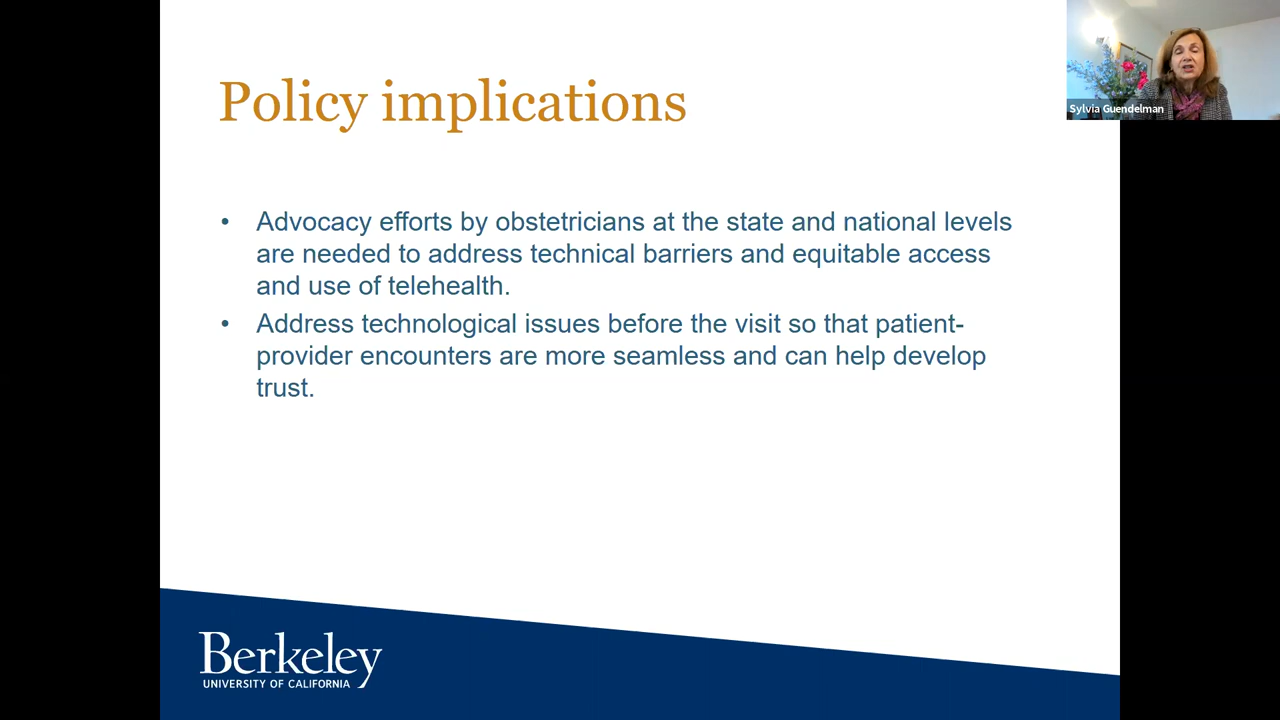 Policy implications
Sylvia Guendelman
• Advocacy efforts by obstetricians at the state and national levels
are needed to address technical barriers and equitable access
and use of telehealth.
• Address technological issues before the visit so that patient-
provider encounters are more seamless and can help develop
trust.
Berkeley
UNIVERSITY OF CALIFORNIA